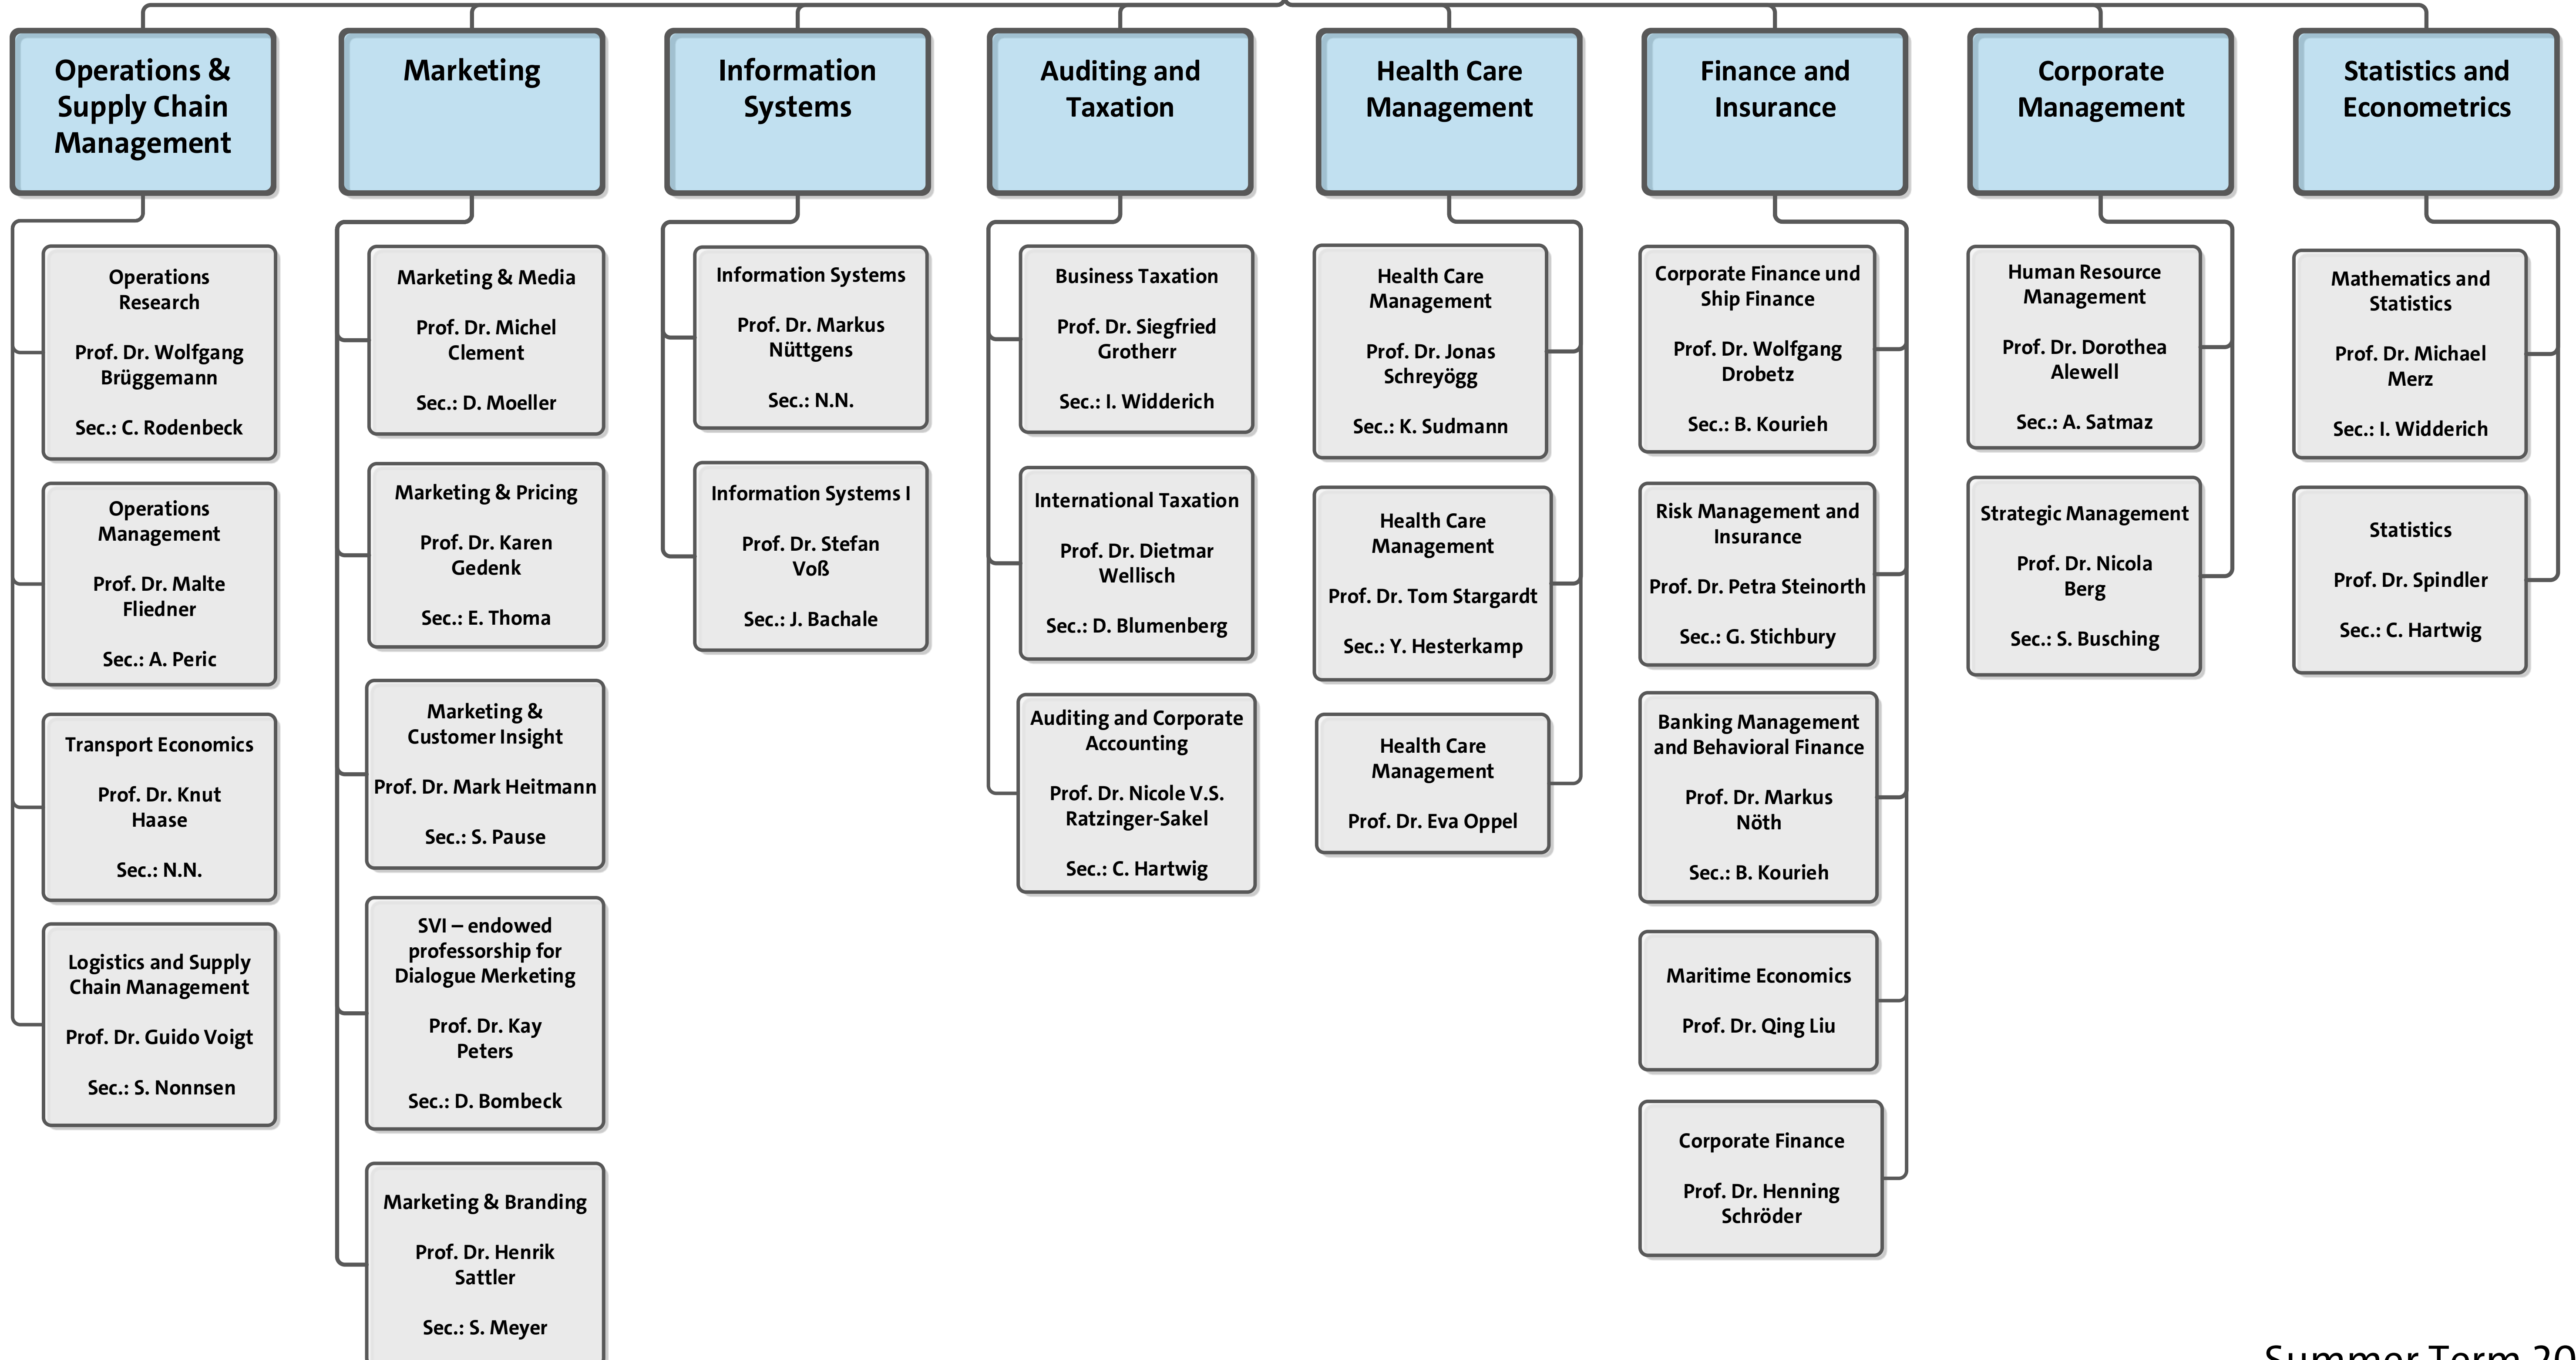 Operations &
Supply Chain
Management
Marketing
Information
Systems
Auditing and
Taxation
Health Care
Management
Finance and
Insurance
Corporate
Management
Statistics and
Econometrics
Operations
Research
Prof. Dr. Wolfgang
Brüggemann
Sec.: C. Rodenbeck
Operations
Management
Prof. Dr. Malte
Fliedner
Sec.: A. Peric
Transport Economics
Prof. Dr. Knut
Haase
Sec.: N.N.
Logistics and Supply
Chain Management
Prof. Dr. Guido Voigt
Sec.: S. Nonnsen
Marketing & Media
Prof. Dr. Michel
Clement
Sec.: D. Moeller
Marketing & Pricing
Prof. Dr. Karen
Gedenk
Sec.: E. Thoma
Marketing &
Customer Insight
Prof. Dr. Mark Heitmann
Sec.: S. Pause
SVI – endowed
professorship for
Dialogue Merketing
Prof. Dr. Kay
Peters
Sec.: D. Bombeck
Marketing & Branding
Prof. Dr. Henrik
Sattler
Sec.: S. Meyer
Information Systems
Prof. Dr. Markus
Nüttgens
Sec.: N.N.
Information Systems I
Prof. Dr. Stefan
Voß
Sec.: J. Bachale
Business Taxation
Prof. Dr. Siegfried
Grotherr
Sec.: I. Widderich
International Taxation
Prof. Dr. Dietmar
Wellisch
Sec.: D. Blumenberg
Auditing and Corporate
Accounting
Prof. Dr. Nicole V.S.
Ratzinger-Sakel
Sec.: C. Hartwig
Health Care
Management
Prof. Dr. Jonas
Schreyögg
Sec.: K. Sudmann
Health Care
Management
Prof. Dr. Tom Stargardt
Sec.: Y. Hesterkamp
Health Care
Management
Prof. Dr. Eva Oppel
Corporate Finance und
Ship Finance
Prof. Dr. Wolfgang
Drobetz
Sec.: B. Kourieh
Risk Management and
Insurance
Prof. Dr. Petra Steinorth
Sec.: G. Stichbury
Banking Management
and Behavioral Finance
Prof. Dr. Markus
Nöth
Sec.: B. Kourieh
Maritime Economics
Prof. Dr. Qing Liu
Corporate Finance
Prof. Dr. Henning
Schröder
Human Resource
Management
Prof. Dr. Dorothea
Alewell
Sec.: A. Satmaz
Strategic Management
Prof. Dr. Nicola
Berg
Sec.: S. Busching
Mathematics and
Statistics
Prof. Dr. Michael
Merz
Sec.: I. Widderich
Statistics
Prof. Dr. Spindler
Sec.: C. Hartwig
Summer Term 20